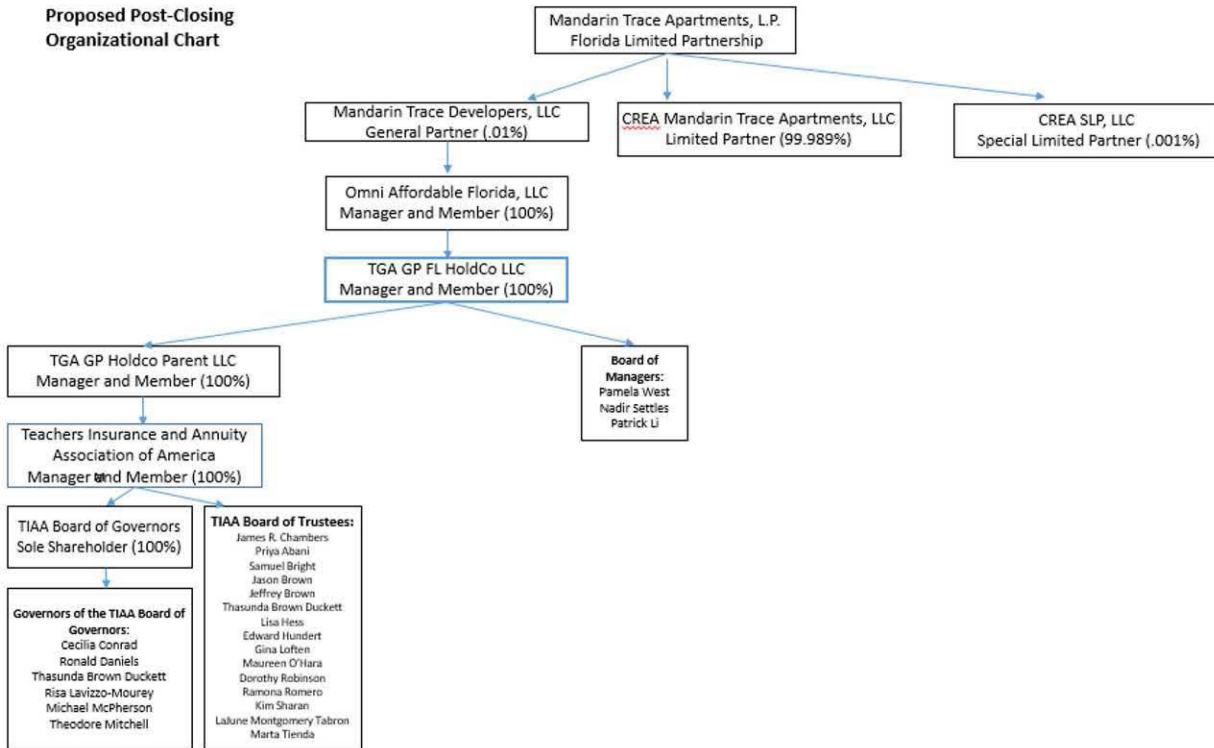 Proposed Post-Closing
Organizational Chart
Mandarin Trace Apartments, L.P.
Florida Limited Partnership
Mandarin Trace Developers, LLC
General Partner (.01%)
CREA Mandarin Trace Apartments, LLC
Limited Partner (99.989%)
CREA SLP, LLC
Special Limited Partner (.001%)
Omni Affordable Florida, LLC
Manager and Member (100%)
TGA GP FL HoldCo LLC
Manager and Member (100%)
TGA GP Holdco Parent LLC
Manager and Member (100%)
Board of
Managers:
Pamela West
Nadir Settles
Patrick Li
Teachers Insurance and Annuity
Association of America
Manager and Member (100%)
TIAA Board of Governors
Sole Shareholder (100%)
TIAA Board of Trustees:
James R. Chambers
Priya Abani
Samuel Bright
Jason Brown
Jeffrey Brown
Thasunda Brown Duckett
Lisa Hess
Edward Hundert
Gina Loften
Maureen O'Hara
Dorothy Robinson
Ramona Romero
Kim Sharan
LaJune Montgomery Tabron
Marta Tienda
Governors of the TIAA Board of
Governors:
Cecilia Conrad
Ronald Daniels
Thasunda Brown Duckett
Risa Lavizzo-Mourey
Michael McPherson
Theodore Mitchell